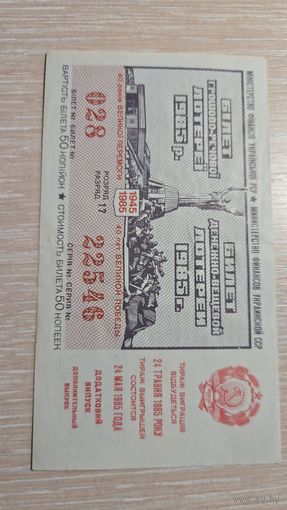 МІНІСТЕРСТВО ФІНАНСІВ УКРАЇНСЬКОЇ РСР ★ МИНИСТЕРСТВО ФИНАНСОВ УКРАИНСКОЙ ССР
БІЛЕТ
ГРОШОВО-РЕЧОВОЇ
ЛОТЕРЕЇ
1985 р.
БИЛЕТ
ДЕНЕЖНО-ВЕЩЕВОЙ
ЛОТЕРЕИ
1985 г.
40-річчя ВЕЛИКОЇ ПЕРЕМОГИ
1945
1985
40 лет ВЕЛИКОЙ ПОБЕДЫ
РОЗРЯД
РАЗРЯД 17
028
22546
БІЛЕТ № БИЛЕТ №
СЕРІЯ № СЕРИЯ №
ВАРТІСТЬ БІЛЕТА 50 КОПІЙОК ★ СТОИМОСТЬ БИЛЕТА 50 КОПЕЕК
ТИРАЖ ВИГРАШІВ
ВІДБУДЕТЬСЯ
24 ТРАВНЯ 1985 РОКУ
ТИРАЖ ВЫИГРЫШЕЙ
СОСТОИТСЯ
24 МАЯ 1985 ГОДА
ДОДАТКОВИЙ
ВИПУСК
ДОПОЛНИТЕЛЬНЫЙ
ВЫПУСК
ay.by